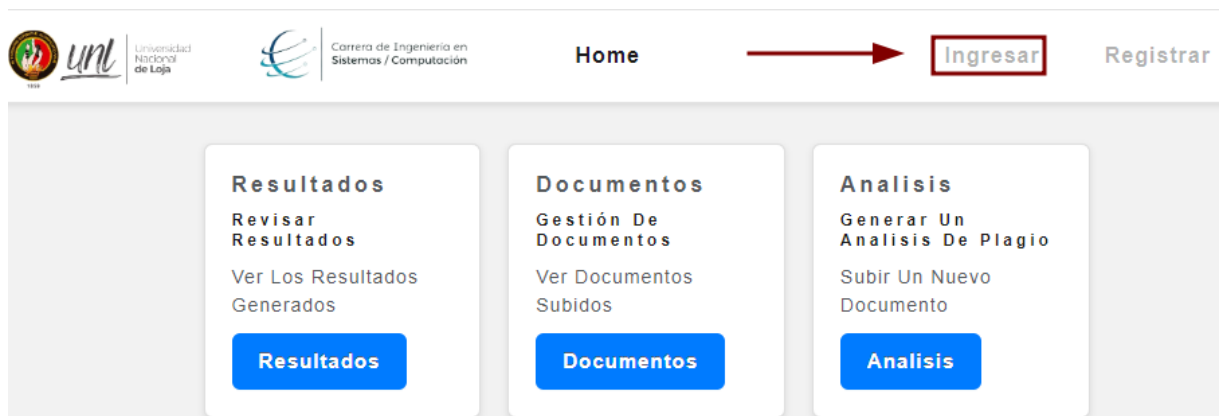 unl
Universidad
Nacional
de Loja
1859
Carrera de Ingeniería en
Sistemas / Computación
Home
Ingresar
Registrar
Resultados
Revisar
Resultados
Ver Los Resultados
Generados
Resultados
Documentos
Gestión De
Documentos
Ver Documentos
Subidos
Documentos
Analisis
Generar Un
Analisis De Plagio
Subir Un Nuevo
Documento
Analisis